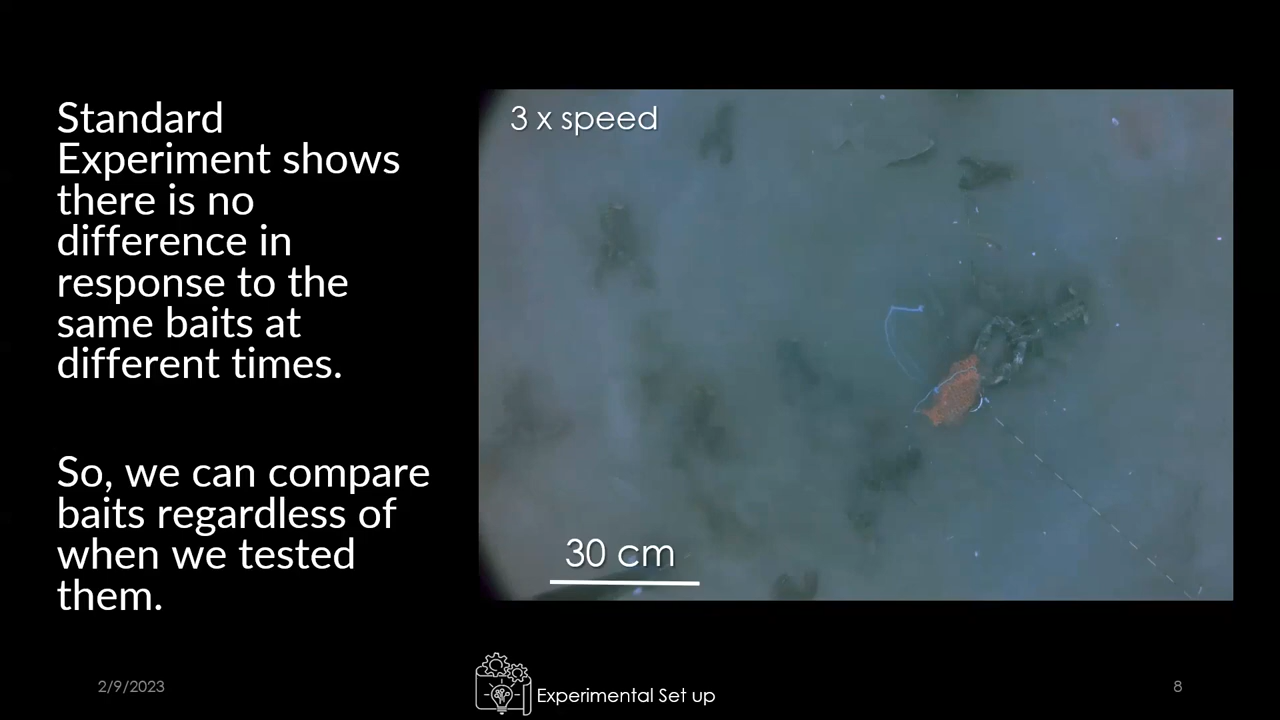 Standard
Experiment shows
there is no
difference in
response to the
same baits at
different times.
So, we can compare
baits regardless of
when we tested
them.
3 x speed
30 cm
2/9/2023
Experimental Set up
8